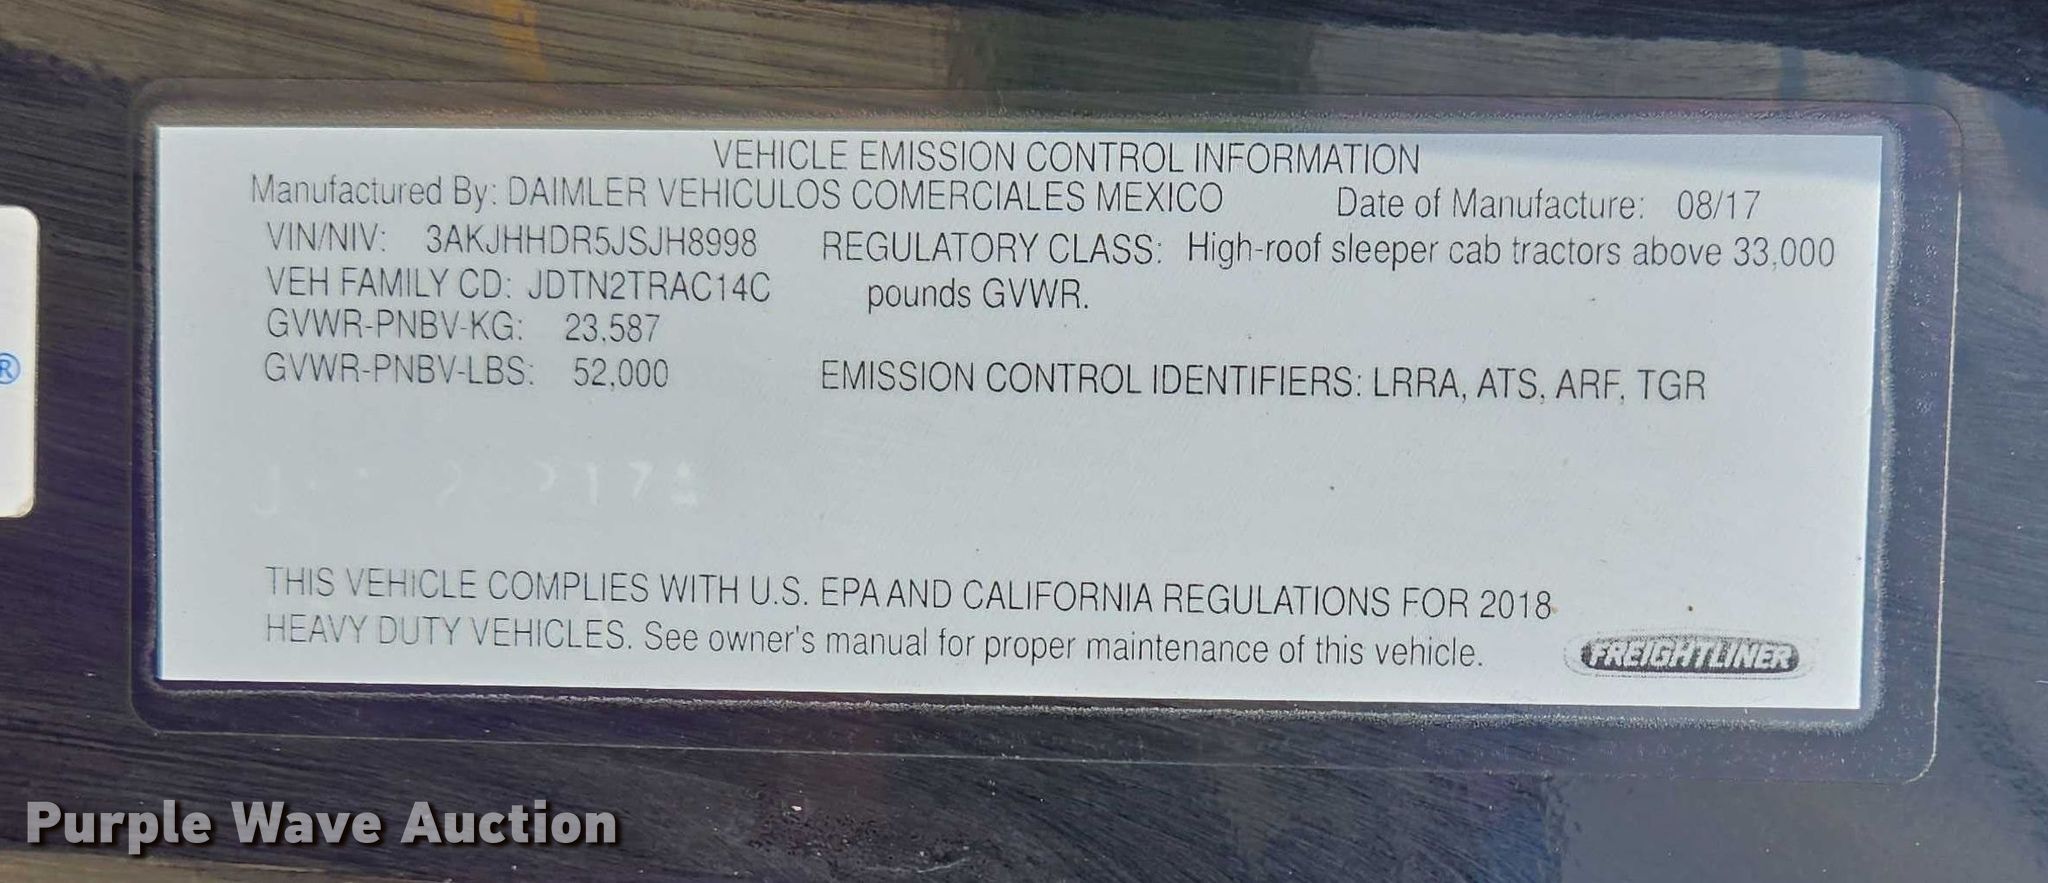 VEHICLE EMISSION CONTROL INFORMATION
Manufactured By: DAIMLER VEHICULOS COMERCIALES MEXICO Date of Manufacture: 08/17
VIN/NIV: 3AKJHHDR5JSJH8998 REGULATORY CLASS: High-roof sleeper cab tractors above 33,000
VEH FAMILY CD: JDTN2TRAC14C pounds GVWR.
GVWR-PNBV-KG: 23,587
GVWR-PNBV-LBS: 52,000 EMISSION CONTROL IDENTIFIERS: LRRA, ATS, ARF, TGR
THIS VEHICLE COMPLIES WITH U.S. EPA AND CALIFORNIA REGULATIONS FOR 2018
HEAVY DUTY VEHICLES. See owner's manual for proper maintenance of this vehicle.
FREIGHTLINER
®
Purple Wave Auction